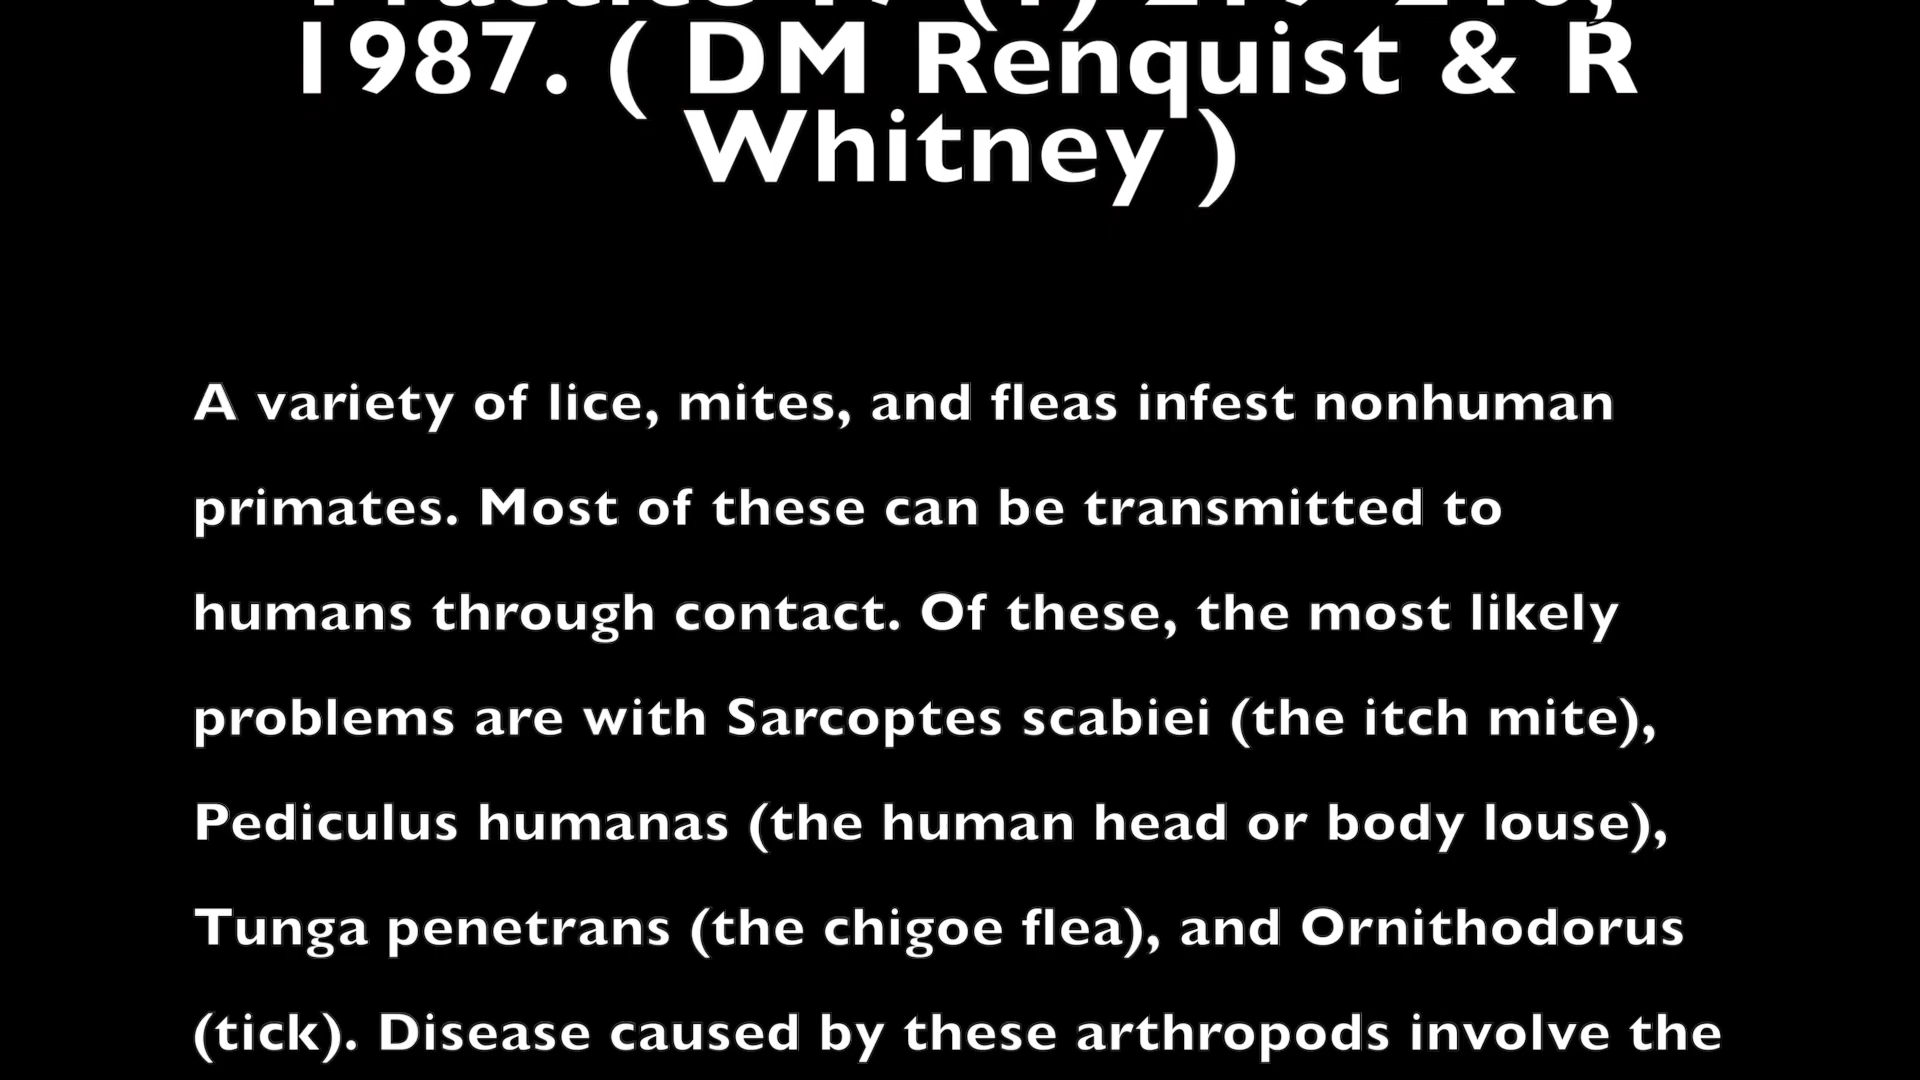 1987. ( DM Renquist & R
Whitney )
A variety of lice, mites, and fleas infest nonhuman
primates. Most of these can be transmitted to
humans through contact. Of these, the most likely
problems are with Sarcoptes scabiei (the itch mite),
Pediculus humanas (the human head or body louse),
Tunga penetrans (the chigoe flea), and Ornithodorus
(tick). Disease caused by these arthropods involve the